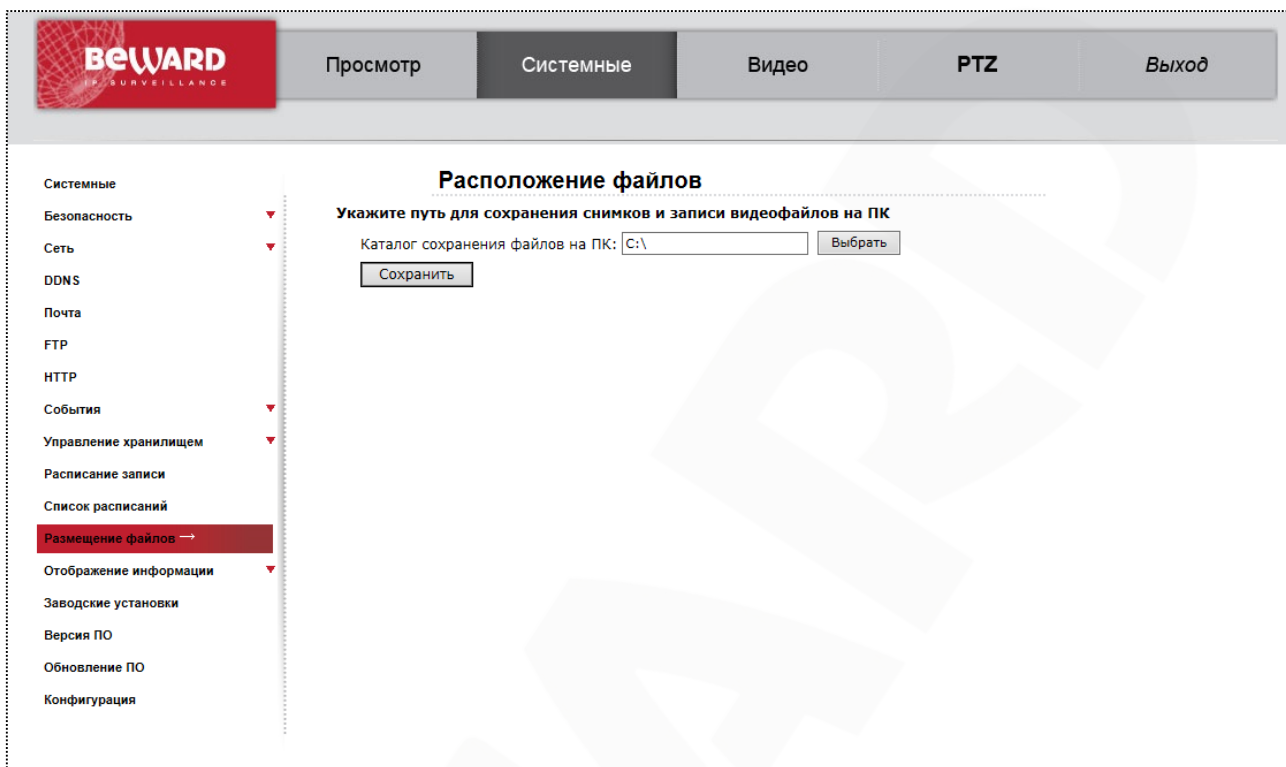 BEWARD
IP SURVEILLANCE
Просмотр
Системные
Видео
PTZ
Выход
Системные
Безопасность
Сеть
DDNS
Почта
FTP
HTTP
События
Управление хранилищем
Расписание записи
Список расписаний
Размещение файлов →
Отображение информации
Заводские установки
Версия ПО
Обновление ПО
Конфигурация
Расположение файлов
Укажите путь для сохранения снимков и записи видеофайлов на ПК
Каталог сохранения файлов на ПК: C:\ Выбрать
Сохранить